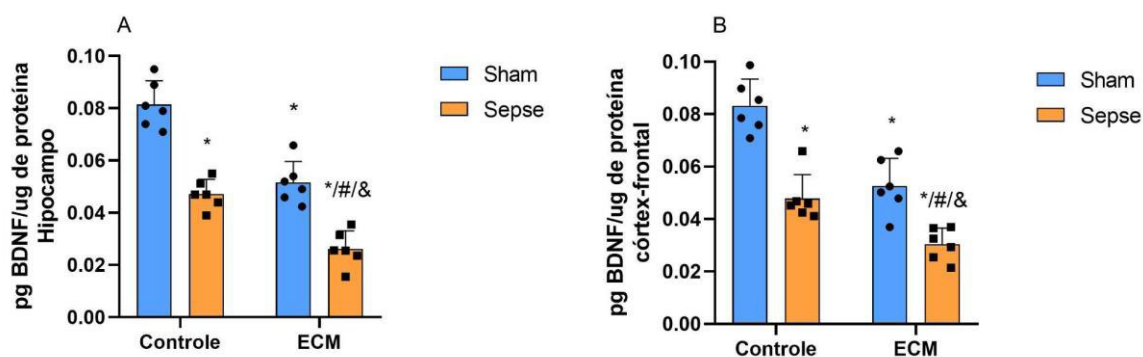 A
pg BDNF/ug de proteína
Hipocampo
0.10
0.08
0.06
0.04
0.02
0.00
*
*
*/#/&
Controle
ECM
Sham
Sepse
B
pg BDNF/ug de proteína
córtex-frontal
0.10
0.08
0.06
0.04
0.02
0.00
*
*
*/#/&
Controle
ECM
Sham
Sepse